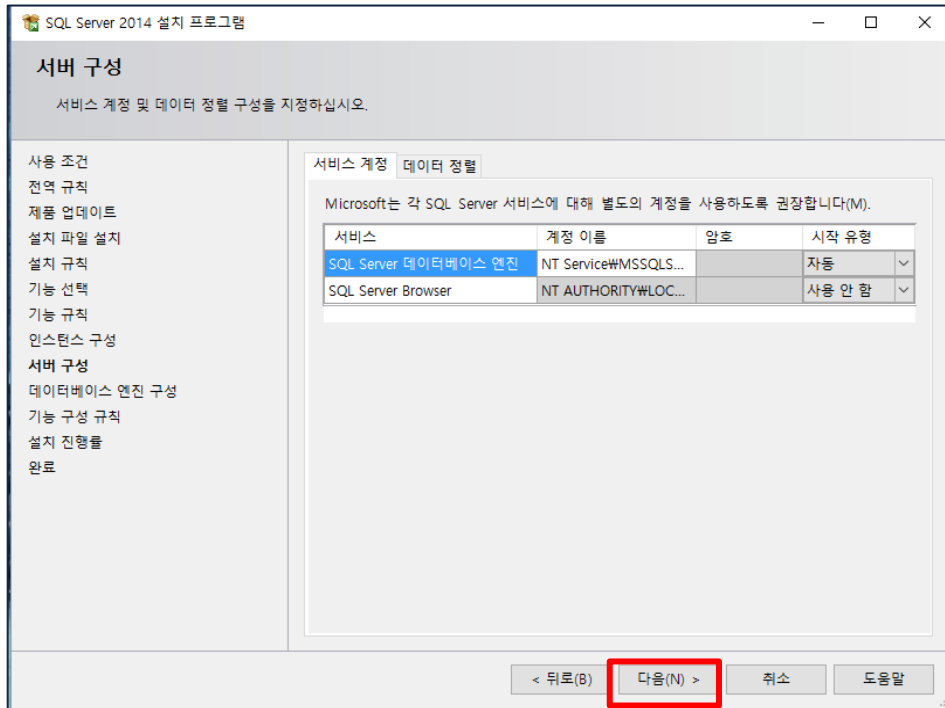 SQL Server 2014 설치 프로그램
서버 구성
서비스 계정 및 데이터 정렬 구성을 지정하십시오.
사용 조건
전역 규칙
제품 업데이트
설치 파일 설치
설치 규칙
기능 선택
기능 규칙
인스턴스 구성
서버 구성
데이터베이스 엔진 구성
기능 구성 규칙
설치 진행률
완료
서비스 계정 데이터 정렬
Microsoft는 각 SQL Server 서비스에 대해 별도의 계정을 사용하도록 권장합니다(M).
서비스 계정 이름 암호 시작 유형
SQL Server 데이터베이스 엔진 NT Service₩MSSQLS... 자동
SQL Server Browser NT AUTHORITY₩LOC... 사용 안 함
< 뒤로(B) 다음(N) > 취소 도움말